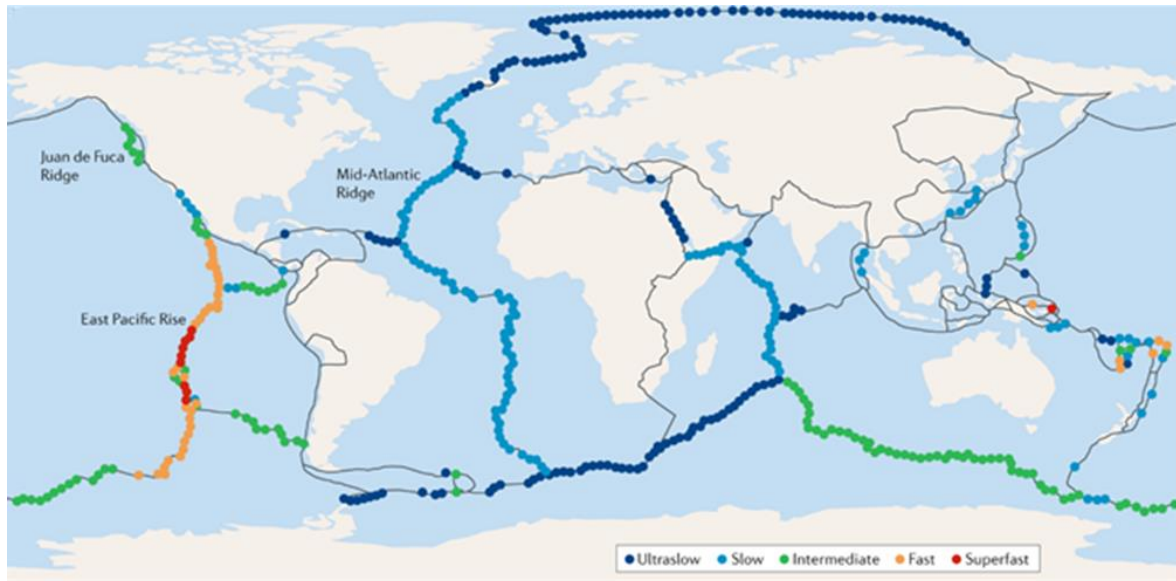 Juan de Fuca
Ridge
Mid-Atlantic
Ridge
East Pacific Rise
Ultraslow
Slow
Intermediate
Fast
Superfast